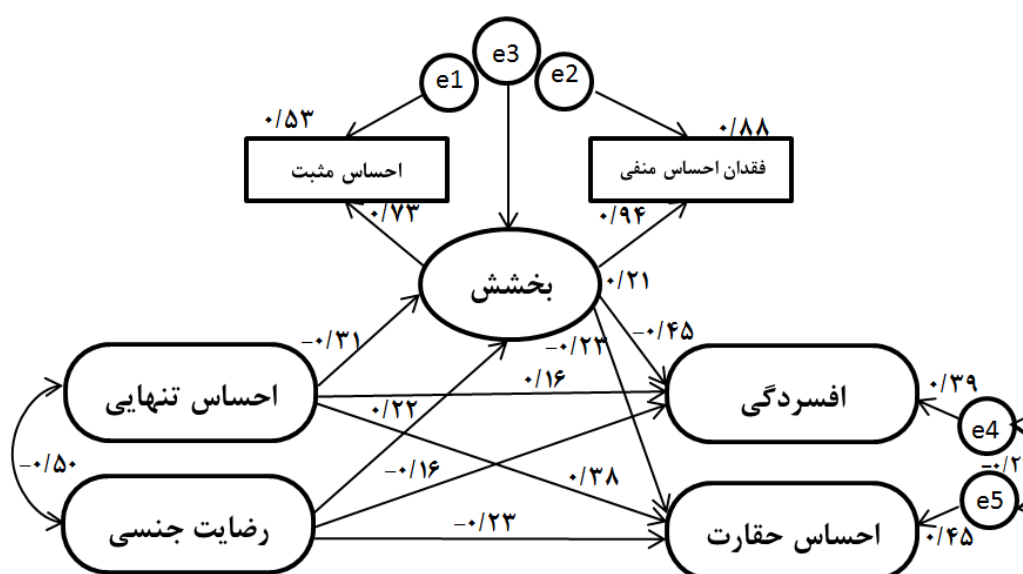 e3
e1
e2
۰/۵۳
۰/۸۸
احساس مثبت
فقدان احساس منفی
۰/۷۳
۰/۹۴
بخشش
۰/۲۱
−۰/۳۱
−۰/۲۳
−۰/۴۵
احساس تنهایی
۰/۱۶
افسردگی
۰/۳۹
۰/۲۲
e4
−۰/۵۰
−۰/۱۶
۰/۳۸
رضایت جنسی
−۰/۲۳
احساس حقارت
e5
۰/۴۵